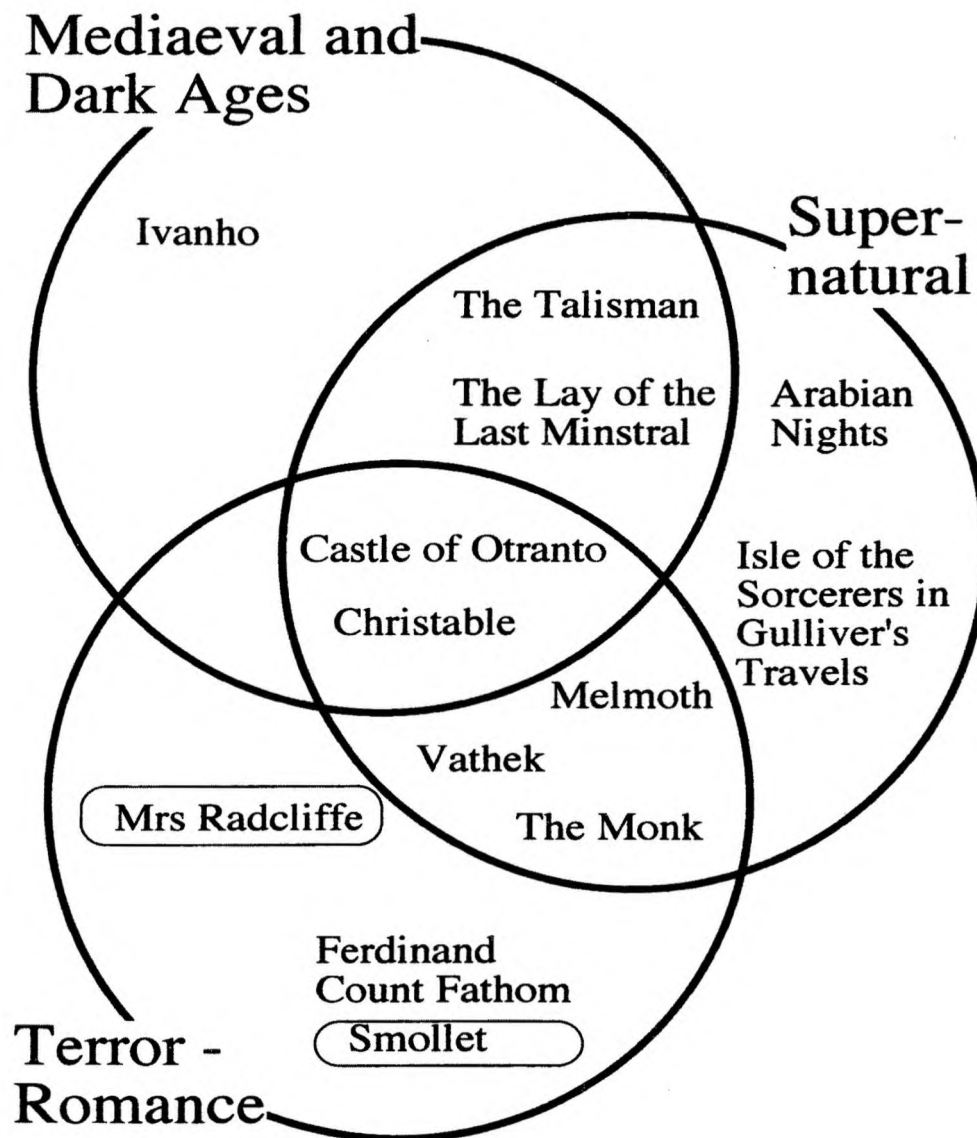 Mediaeval and
Dark Ages
Ivanho
Super-
natural
The Talisman
The Lay of the
Last Minstral
Arabian
Nights
Castle of Otranto
Christable
Isle of the
Sorcerers in
Gulliver's
Travels
Melmoth
Vathek
The Monk
Mrs Radcliffe
Ferdinand
Count Fathom
Smollet
Terror -
Romance